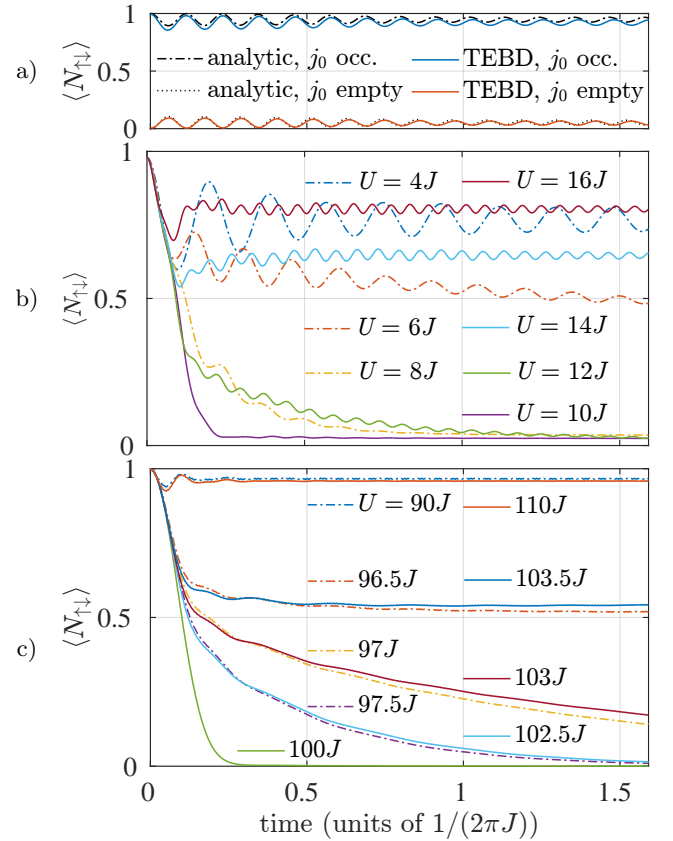 a)
⟨N↑↓⟩
1
0.5
0
analytic, j₀ occ.
TEBD, j₀ occ.
analytic, j₀ empty
TEBD, j₀ empty
b)
⟨N↑↓⟩
1
0.5
0
U = 4J
U = 16J
U = 6J
U = 14J
U = 8J
U = 12J
U = 10J
c)
⟨N↑↓⟩
1
0.5
0
U = 90J
110J
96.5J
103.5J
97J
103J
97.5J
102.5J
100J
0 0.5 1 1.5
time (units of 1/(2πJ))